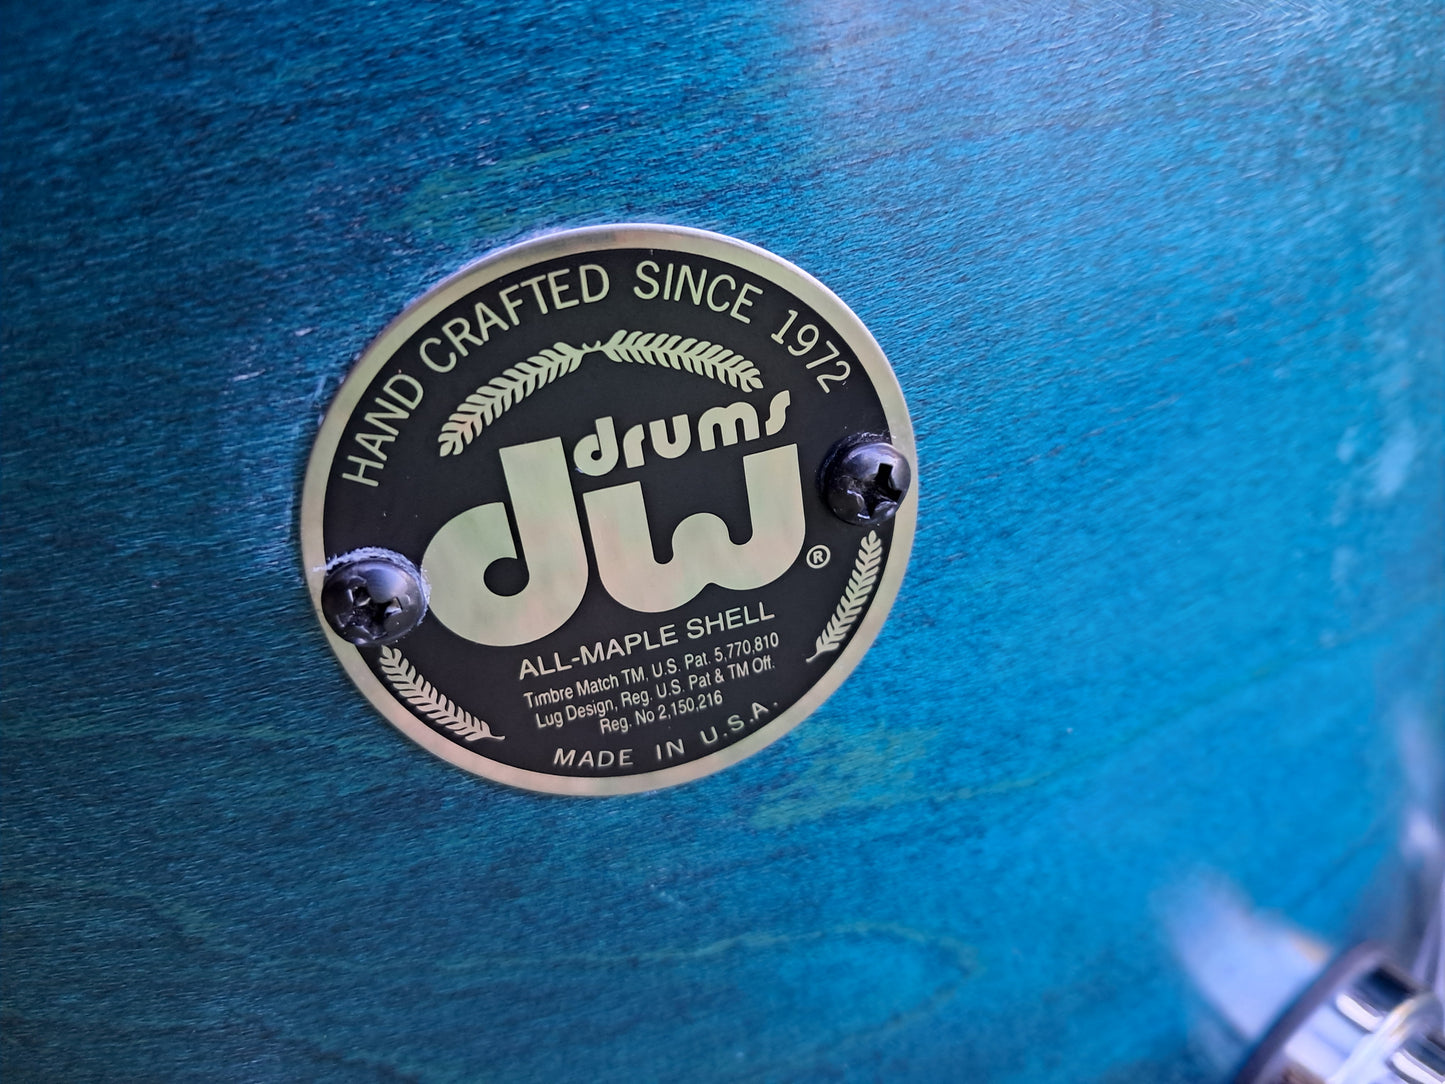 HAND CRAFTED SINCE 1972
drums
dw ®
ALL-MAPLE SHELL
Timbre Match TM, U.S. Pat. 5,770,810
Lug Design, Reg. U.S. Pat & TM Off.
Reg. No 2,150,216
MADE IN U.S.A.